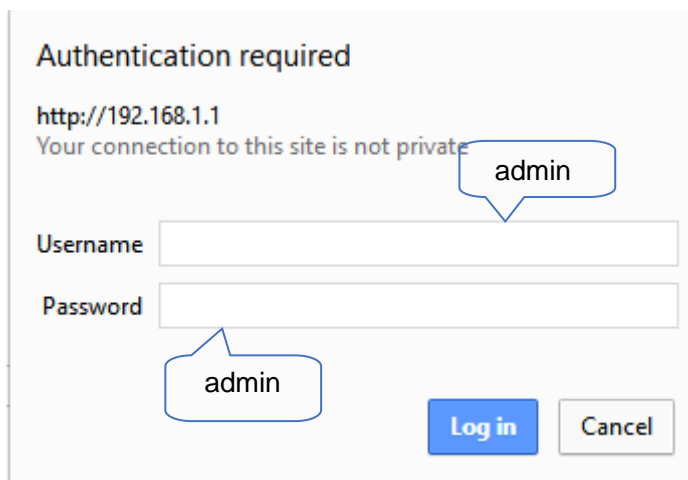 Authentication required
http://192.168.1.1
Your connection to this site is not private
admin
Username
Password
admin
Log in
Cancel